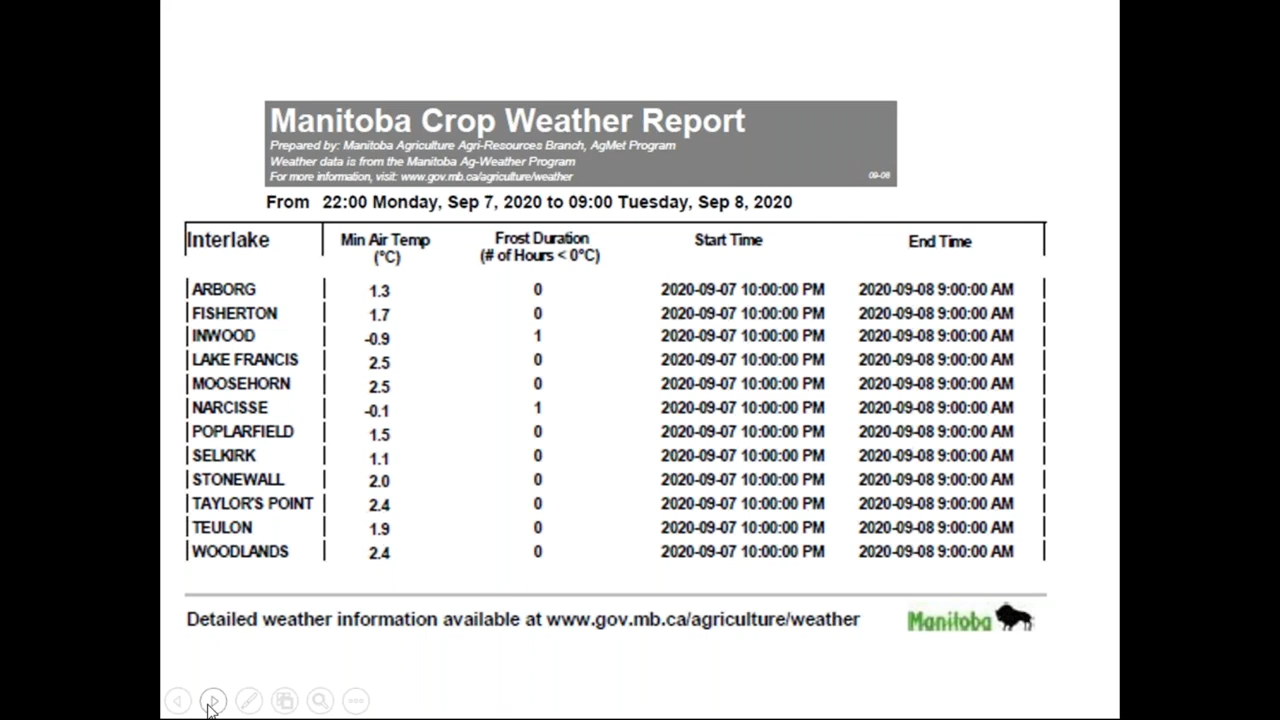 Manitoba Crop Weather Report
Prepared by: Manitoba Agriculture Agri-Resources Branch, AgMet Program
Weather data is from the Manitoba Ag-Weather Program
For more information, visit: www.gov.mb.ca/agriculture/weather 09-08
From 22:00 Monday, Sep 7, 2020 to 09:00 Tuesday, Sep 8, 2020
Interlake Min Air Temp Frost Duration Start Time End Time
(°C) (# of Hours < 0°C)
ARBORG 1.3 0 2020-09-07 10:00:00 PM 2020-09-08 9:00:00 AM
FISHERTON 1.7 0 2020-09-07 10:00:00 PM 2020-09-08 9:00:00 AM
INWOOD -0.9 1 2020-09-07 10:00:00 PM 2020-09-08 9:00:00 AM
LAKE FRANCIS 2.5 0 2020-09-07 10:00:00 PM 2020-09-08 9:00:00 AM
MOOSEHORN 2.5 0 2020-09-07 10:00:00 PM 2020-09-08 9:00:00 AM
NARCISSE -0.1 1 2020-09-07 10:00:00 PM 2020-09-08 9:00:00 AM
POPLARFIELD 1.5 0 2020-09-07 10:00:00 PM 2020-09-08 9:00:00 AM
SELKIRK 1.1 0 2020-09-07 10:00:00 PM 2020-09-08 9:00:00 AM
STONEWALL 2.0 0 2020-09-07 10:00:00 PM 2020-09-08 9:00:00 AM
TAYLOR'S POINT 2.4 0 2020-09-07 10:00:00 PM 2020-09-08 9:00:00 AM
TEULON 1.9 0 2020-09-07 10:00:00 PM 2020-09-08 9:00:00 AM
WOODLANDS 2.4 0 2020-09-07 10:00:00 PM 2020-09-08 9:00:00 AM
Detailed weather information available at www.gov.mb.ca/agriculture/weather Manitoba